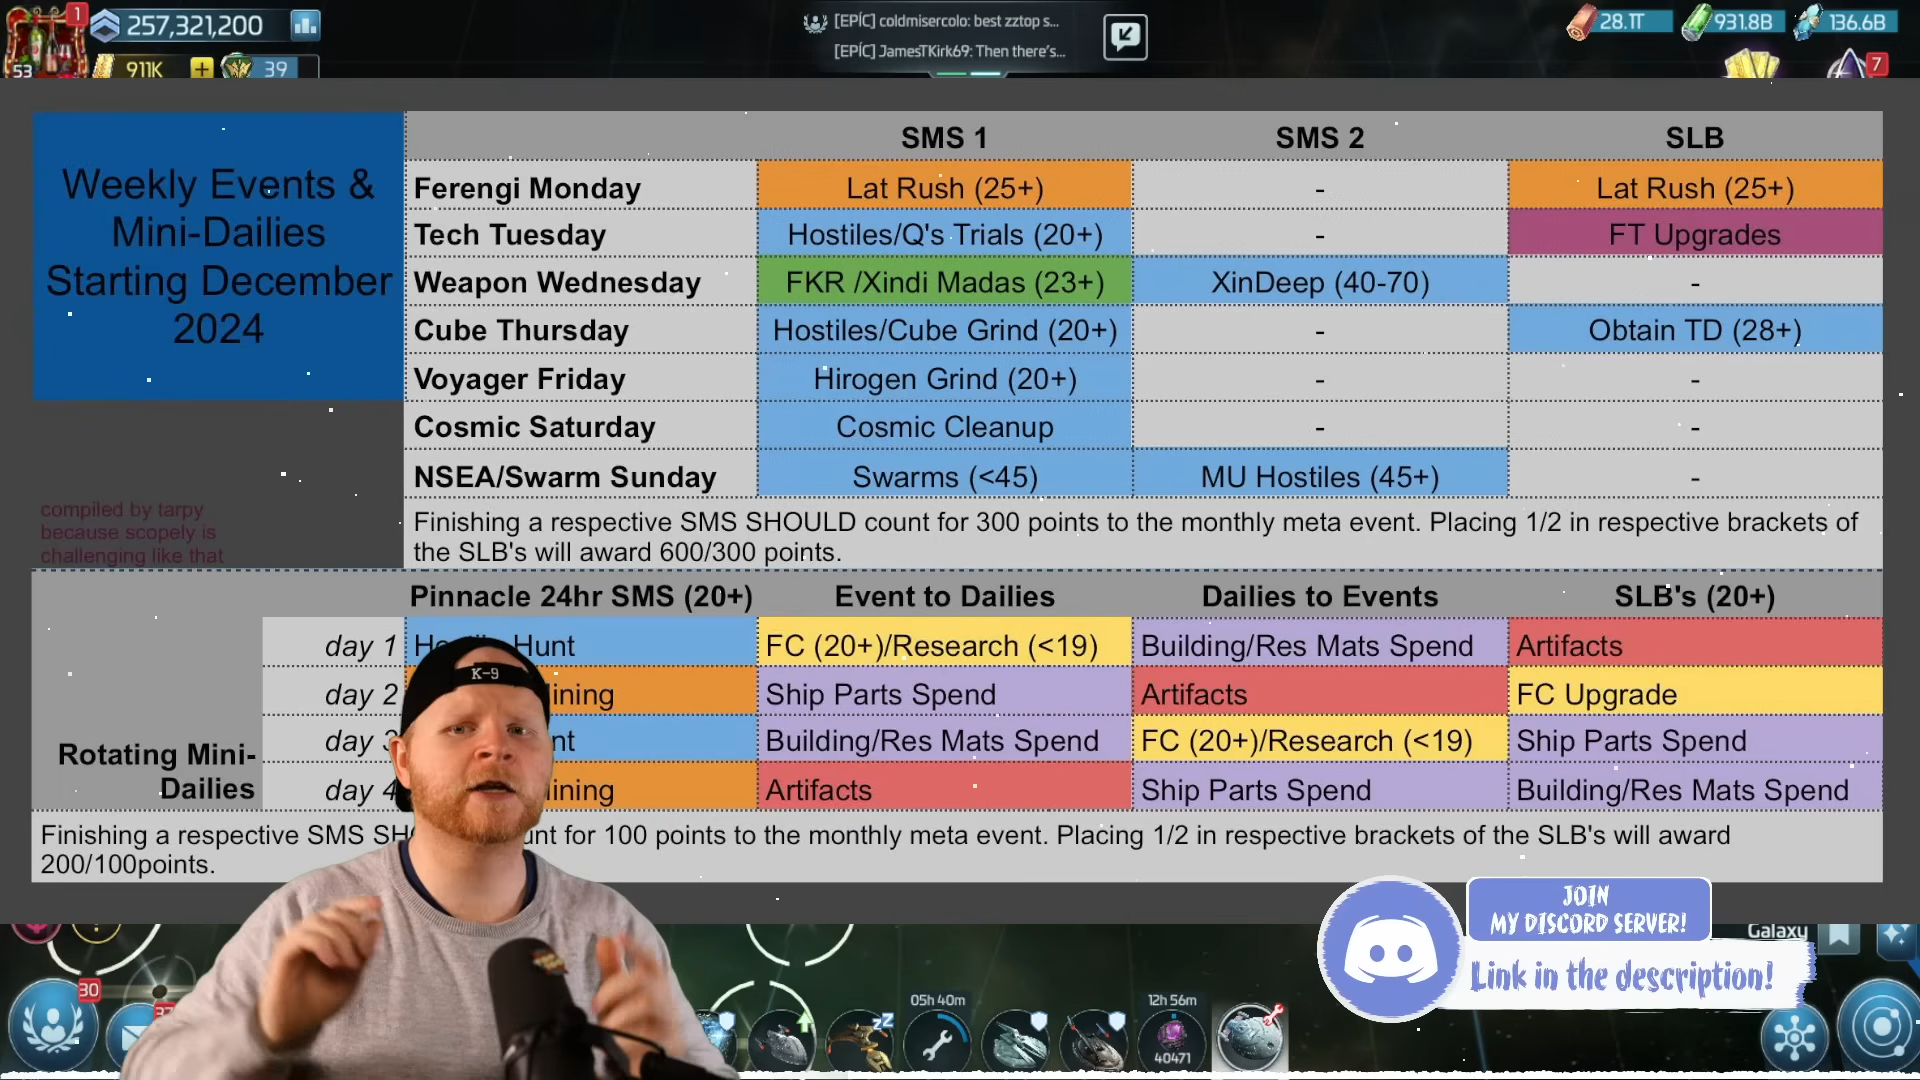 1
257,321,200
53
911K
39
[EPÍC] coldmisercolo: best zztop s...
[EPÍC] JamesTKirk69: Then there's...
28.1T
931.8B
136.6B
7
Weekly Events &
Mini-Dailies
Starting December
2024
SMS 1 SMS 2 SLB
Ferengi Monday Lat Rush (25+) - Lat Rush (25+)
Tech Tuesday Hostiles/Q's Trials (20+) - FT Upgrades
Weapon Wednesday FKR /Xindi Madas (23+) XinDeep (40-70) -
Cube Thursday Hostiles/Cube Grind (20+) - Obtain TD (28+)
Voyager Friday Hirogen Grind (20+) - -
Cosmic Saturday Cosmic Cleanup - -
NSEA/Swarm Sunday Swarms (<45) MU Hostiles (45+) -
compiled by tarpy
because scopely is
challenging like that
Finishing a respective SMS SHOULD count for 300 points to the monthly meta event. Placing 1/2 in respective brackets of
the SLB's will award 600/300 points.
Pinnacle 24hr SMS (20+) Event to Dailies Dailies to Events SLB's (20+)
day 1 Hunt FC (20+)/Research (<19) Building/Res Mats Spend Artifacts
day 2 Ship Parts Spend Artifacts FC Upgrade
day 3 Building/Res Mats Spend FC (20+)/Research (<19) Ship Parts Spend
day 4 Artifacts Ship Parts Spend Building/Res Mats Spend
Rotating Mini-
Dailies
K-9
Finishing a respective SMS for 100 points to the monthly meta event. Placing 1/2 in respective brackets of the SLB's will award
200/100points.
JOIN
MY DISCORD SERVER!
Link in the description!
Galaxy
30
05h 40m
12h 56m
40471